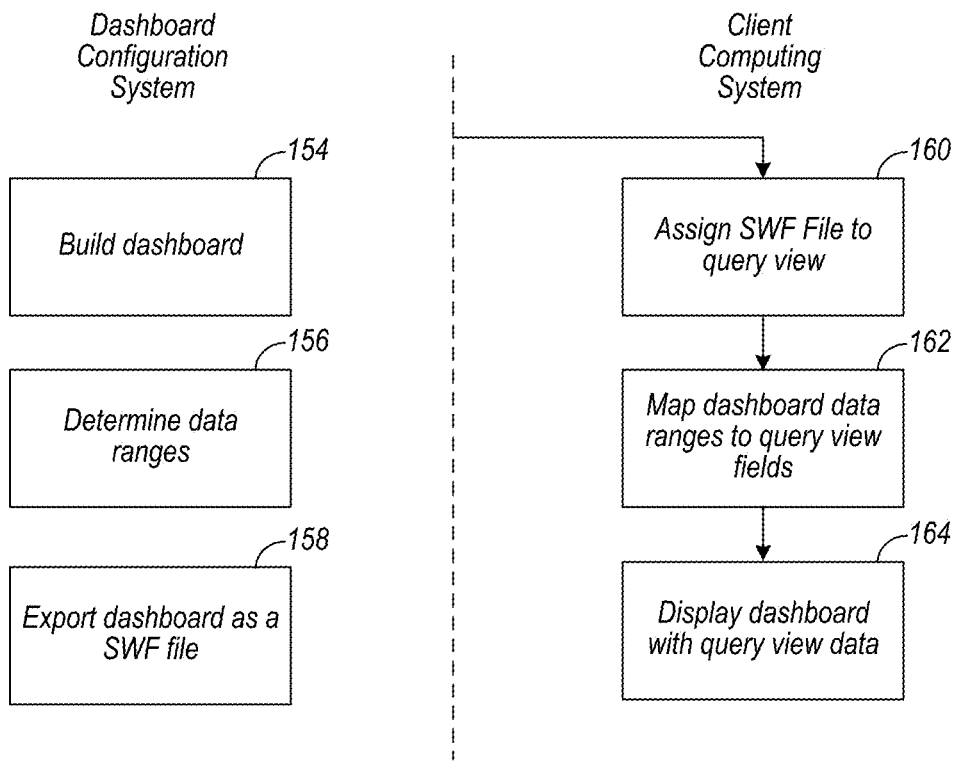 Dashboard
Configuration
System
154
Build dashboard
156
Determine data
ranges
158
Export dashboard as a
SWF file
Client
Computing
System
160
Assign SWF File to
query view
162
Map dashboard data
ranges to query view
fields
164
Display dashboard
with query view data